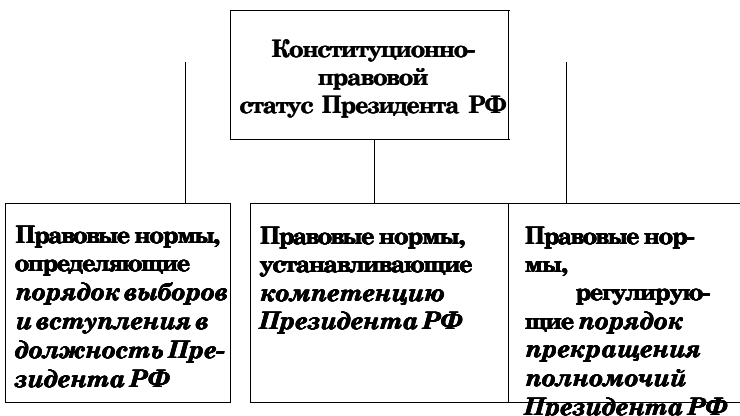 Конституционно-
правовой
статус Президента РФ
Правовые нормы,
определяющие
порядок выборов
и вступления в
должность Пре-
зидента РФ
Правовые нормы,
устанавливающие
компетенцию
Президента РФ
Правовые нор-
мы,
регулирую-
щие порядок
прекращения
полномочий
Президента РФ